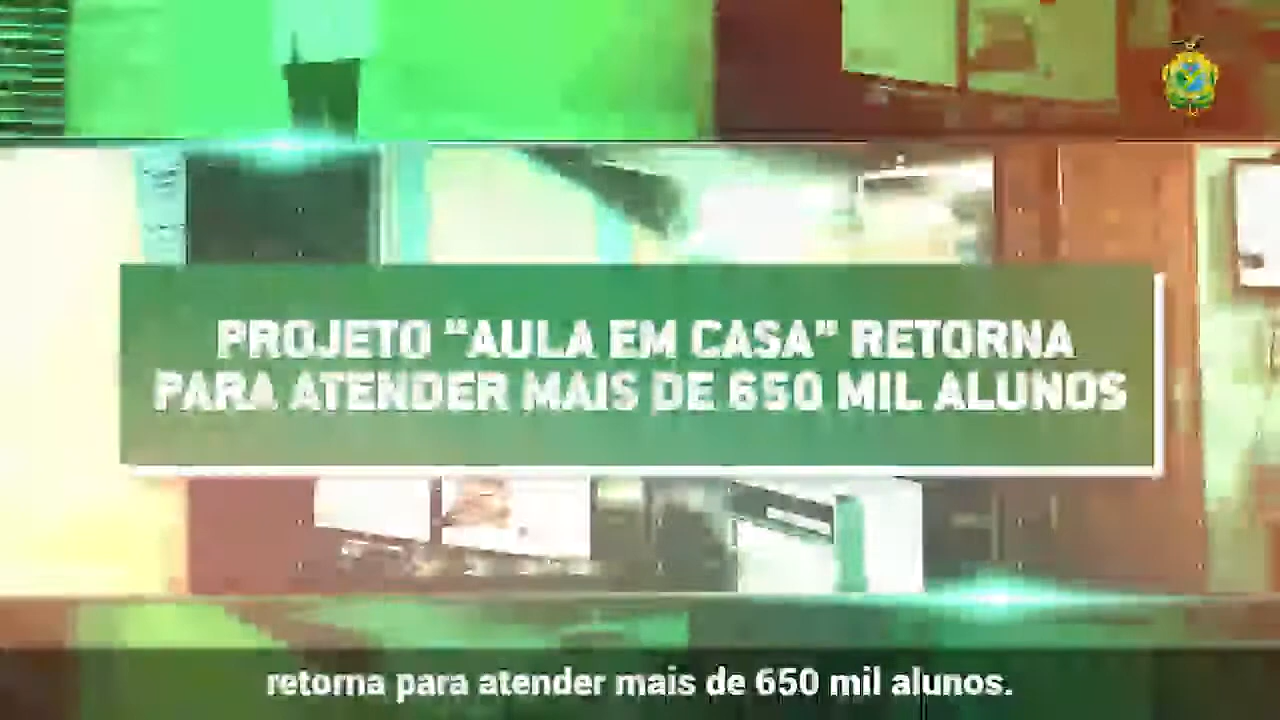 PROJETO “AULA EM CASA” RETORNA
PARA ATENDER MAIS DE 650 MIL ALUNOS
retorna para atender mais de 650 mil alunos.